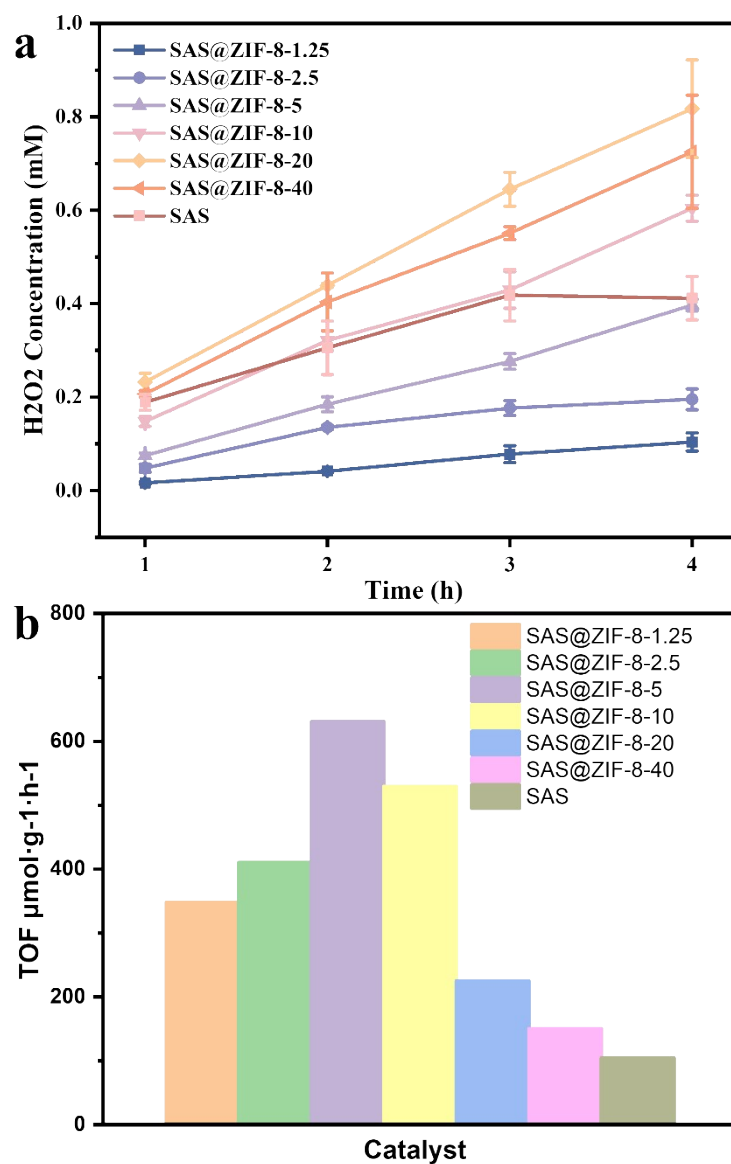 a
SAS@ZIF-8-1.25
SAS@ZIF-8-2.5
SAS@ZIF-8-5
SAS@ZIF-8-10
SAS@ZIF-8-20
SAS@ZIF-8-40
SAS
H2O2 Concentration (mM)
1.0
0.8
0.6
0.4
0.2
0.0
1 2 3 4
Time (h)
b
SAS@ZIF-8-1.25
SAS@ZIF-8-2.5
SAS@ZIF-8-5
SAS@ZIF-8-10
SAS@ZIF-8-20
SAS@ZIF-8-40
SAS
TOF μmol·g-1·h-1
800
600
400
200
0
Catalyst